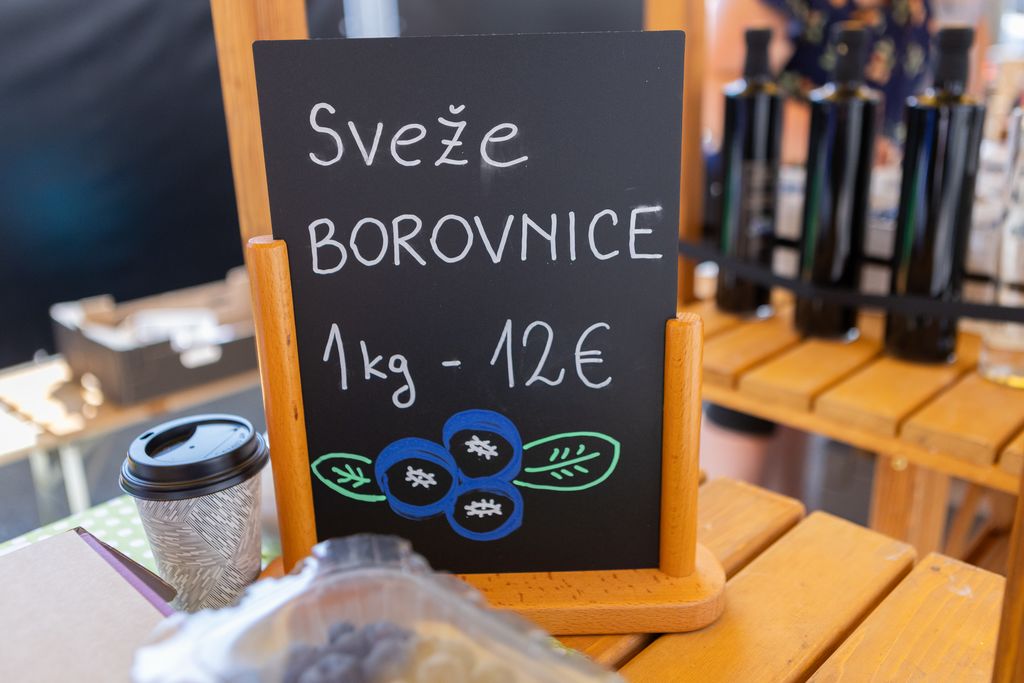 Sveže
BOROVNICE
1kg - 12€